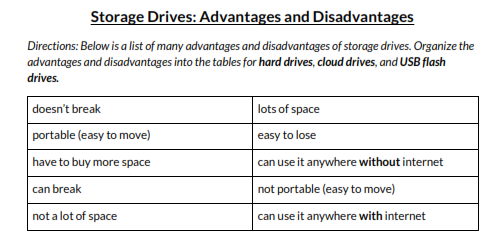 Storage Drives: Advantages and Disadvantages
Directions: Below is a list of many advantages and disadvantages of storage drives. Organize the
advantages and disadvantages into the tables for hard drives, cloud drives, and USB flash
drives.
doesn’t break
lots of space
portable (easy to move)
easy to lose
have to buy more space
can use it anywhere without internet
can break
not portable (easy to move)
not a lot of space
can use it anywhere with internet